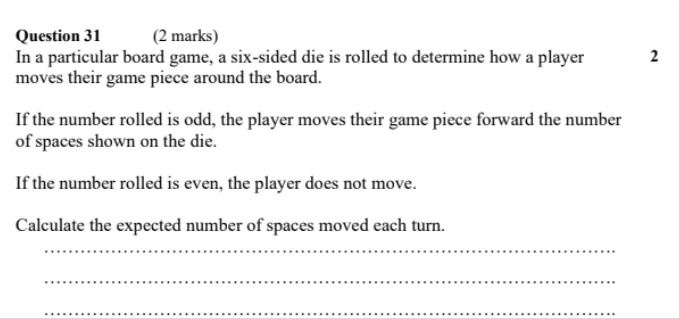 Question 31 (2 marks)
In a particular board game, a six-sided die is rolled to determine how a player 2
moves their game piece around the board.
If the number rolled is odd, the player moves their game piece forward the number
of spaces shown on the die.
If the number rolled is even, the player does not move.
Calculate the expected number of spaces moved each turn.